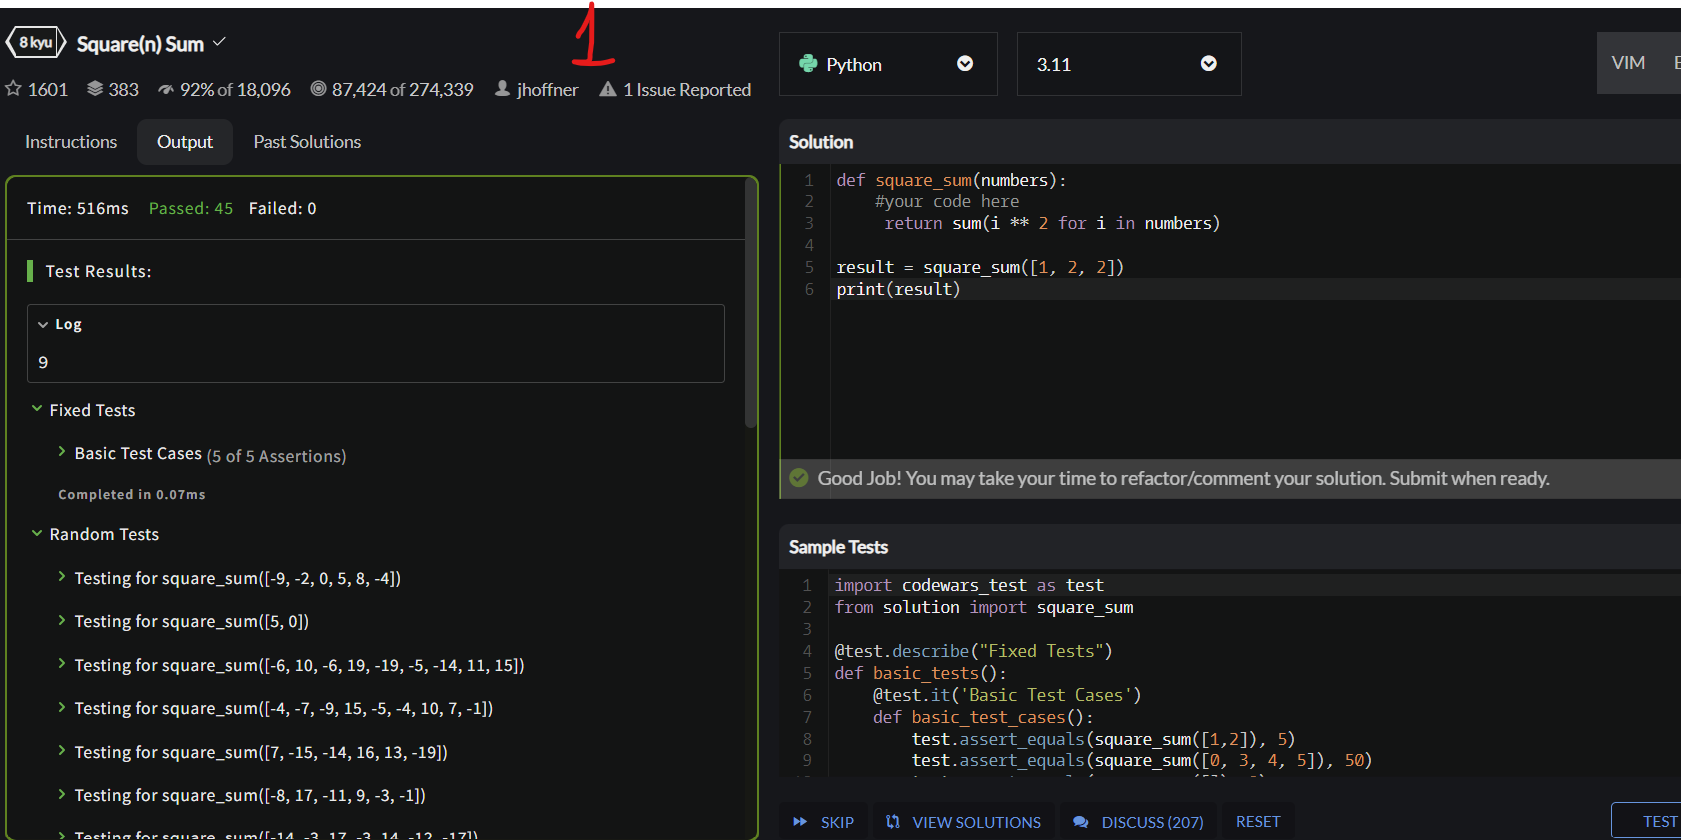 1
8 kyu Square(n) Sum
1601 383 92% of 18,096 87,424 of 274,339 jhoffner 1 Issue Reported
Instructions Output Past Solutions
Time: 516ms Passed: 45 Failed: 0
Test Results:
Log
9
Fixed Tests
Basic Test Cases (5 of 5 Assertions)
Completed in 0.07ms
Random Tests
Testing for square_sum([-9, -2, 0, 5, 8, -4])
Testing for square_sum([5, 0])
Testing for square_sum([-6, 10, -6, 19, -19, -5, -14, 11, 15])
Testing for square_sum([-4, -7, -9, 15, -5, -4, 10, 7, -1])
Testing for square_sum([7, -15, -14, 16, 13, -19])
Testing for square_sum([-8, 17, -11, 9, -3, -1])
Testing for square_sum([-14, -3, 17, -3, 14, -12, -17])
Python 3.11 VIM
Solution
1 def square_sum(numbers):
2 #your code here
3 return sum(i ** 2 for i in numbers)
4
5 result = square_sum([1, 2, 2])
6 print(result)
Good Job! You may take your time to refactor/comment your solution. Submit when ready.
Sample Tests
1 import codewars_test as test
2 from solution import square_sum
3
4 @test.describe("Fixed Tests")
5 def basic_tests():
6 @test.it('Basic Test Cases')
7 def basic_test_cases():
8 test.assert_equals(square_sum([1,2]), 5)
9 test.assert_equals(square_sum([0, 3, 4, 5]), 50)
SKIP VIEW SOLUTIONS DISCUSS (207) RESET TEST